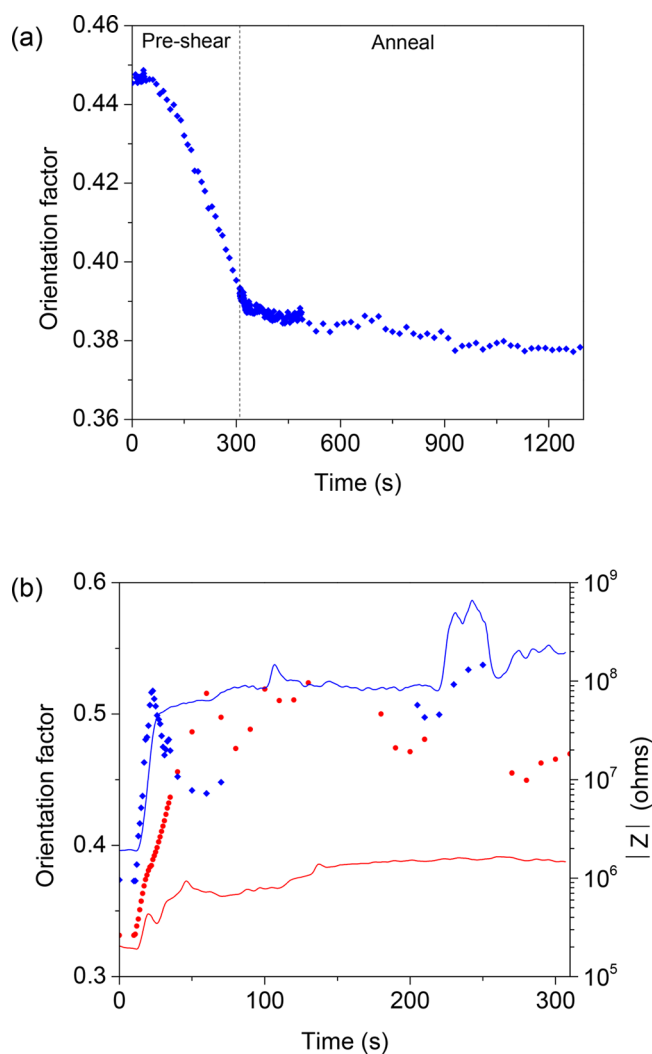 (a)
Pre-shear
Anneal
0.46
0.44
0.42
0.40
0.38
0.36
Orientation factor
0
300
600
900
1200
Time (s)
(b)
0.6
0.5
0.4
0.3
Orientation factor
10⁹
10⁸
10⁷
10⁶
10⁵
|Z| (ohms)
0
100
200
300
Time (s)